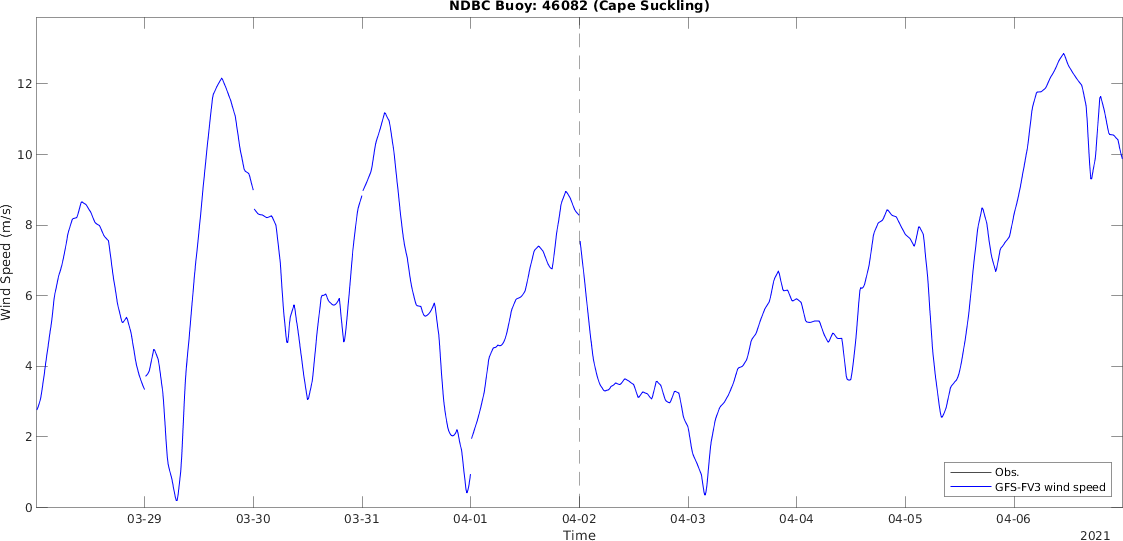 NDBC Buoy: 46082 (Cape Suckling)
Wind Speed (m/s)
12
10
8
6
4
2
0
Obs.
GFS-FV3 wind speed
03-29 03-30 03-31 04-01 04-02 04-03 04-04 04-05 04-06
Time
2021